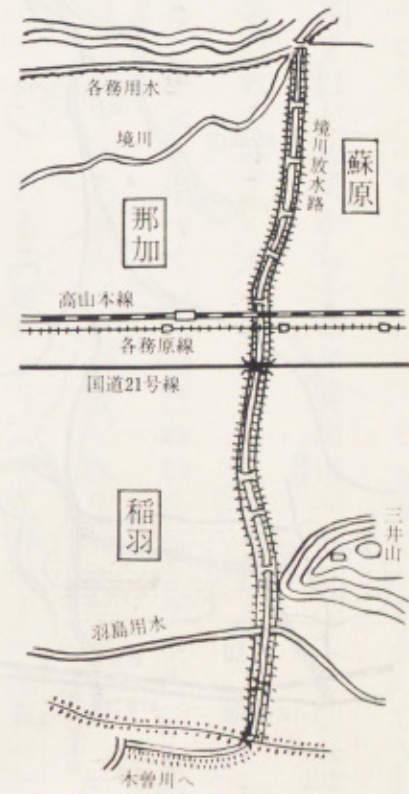 各務用水
境川
境川放水路
蘇原
那加
高山本線
各務原線
国道21号線
稲羽
三井山
羽島用水
木曽川へ